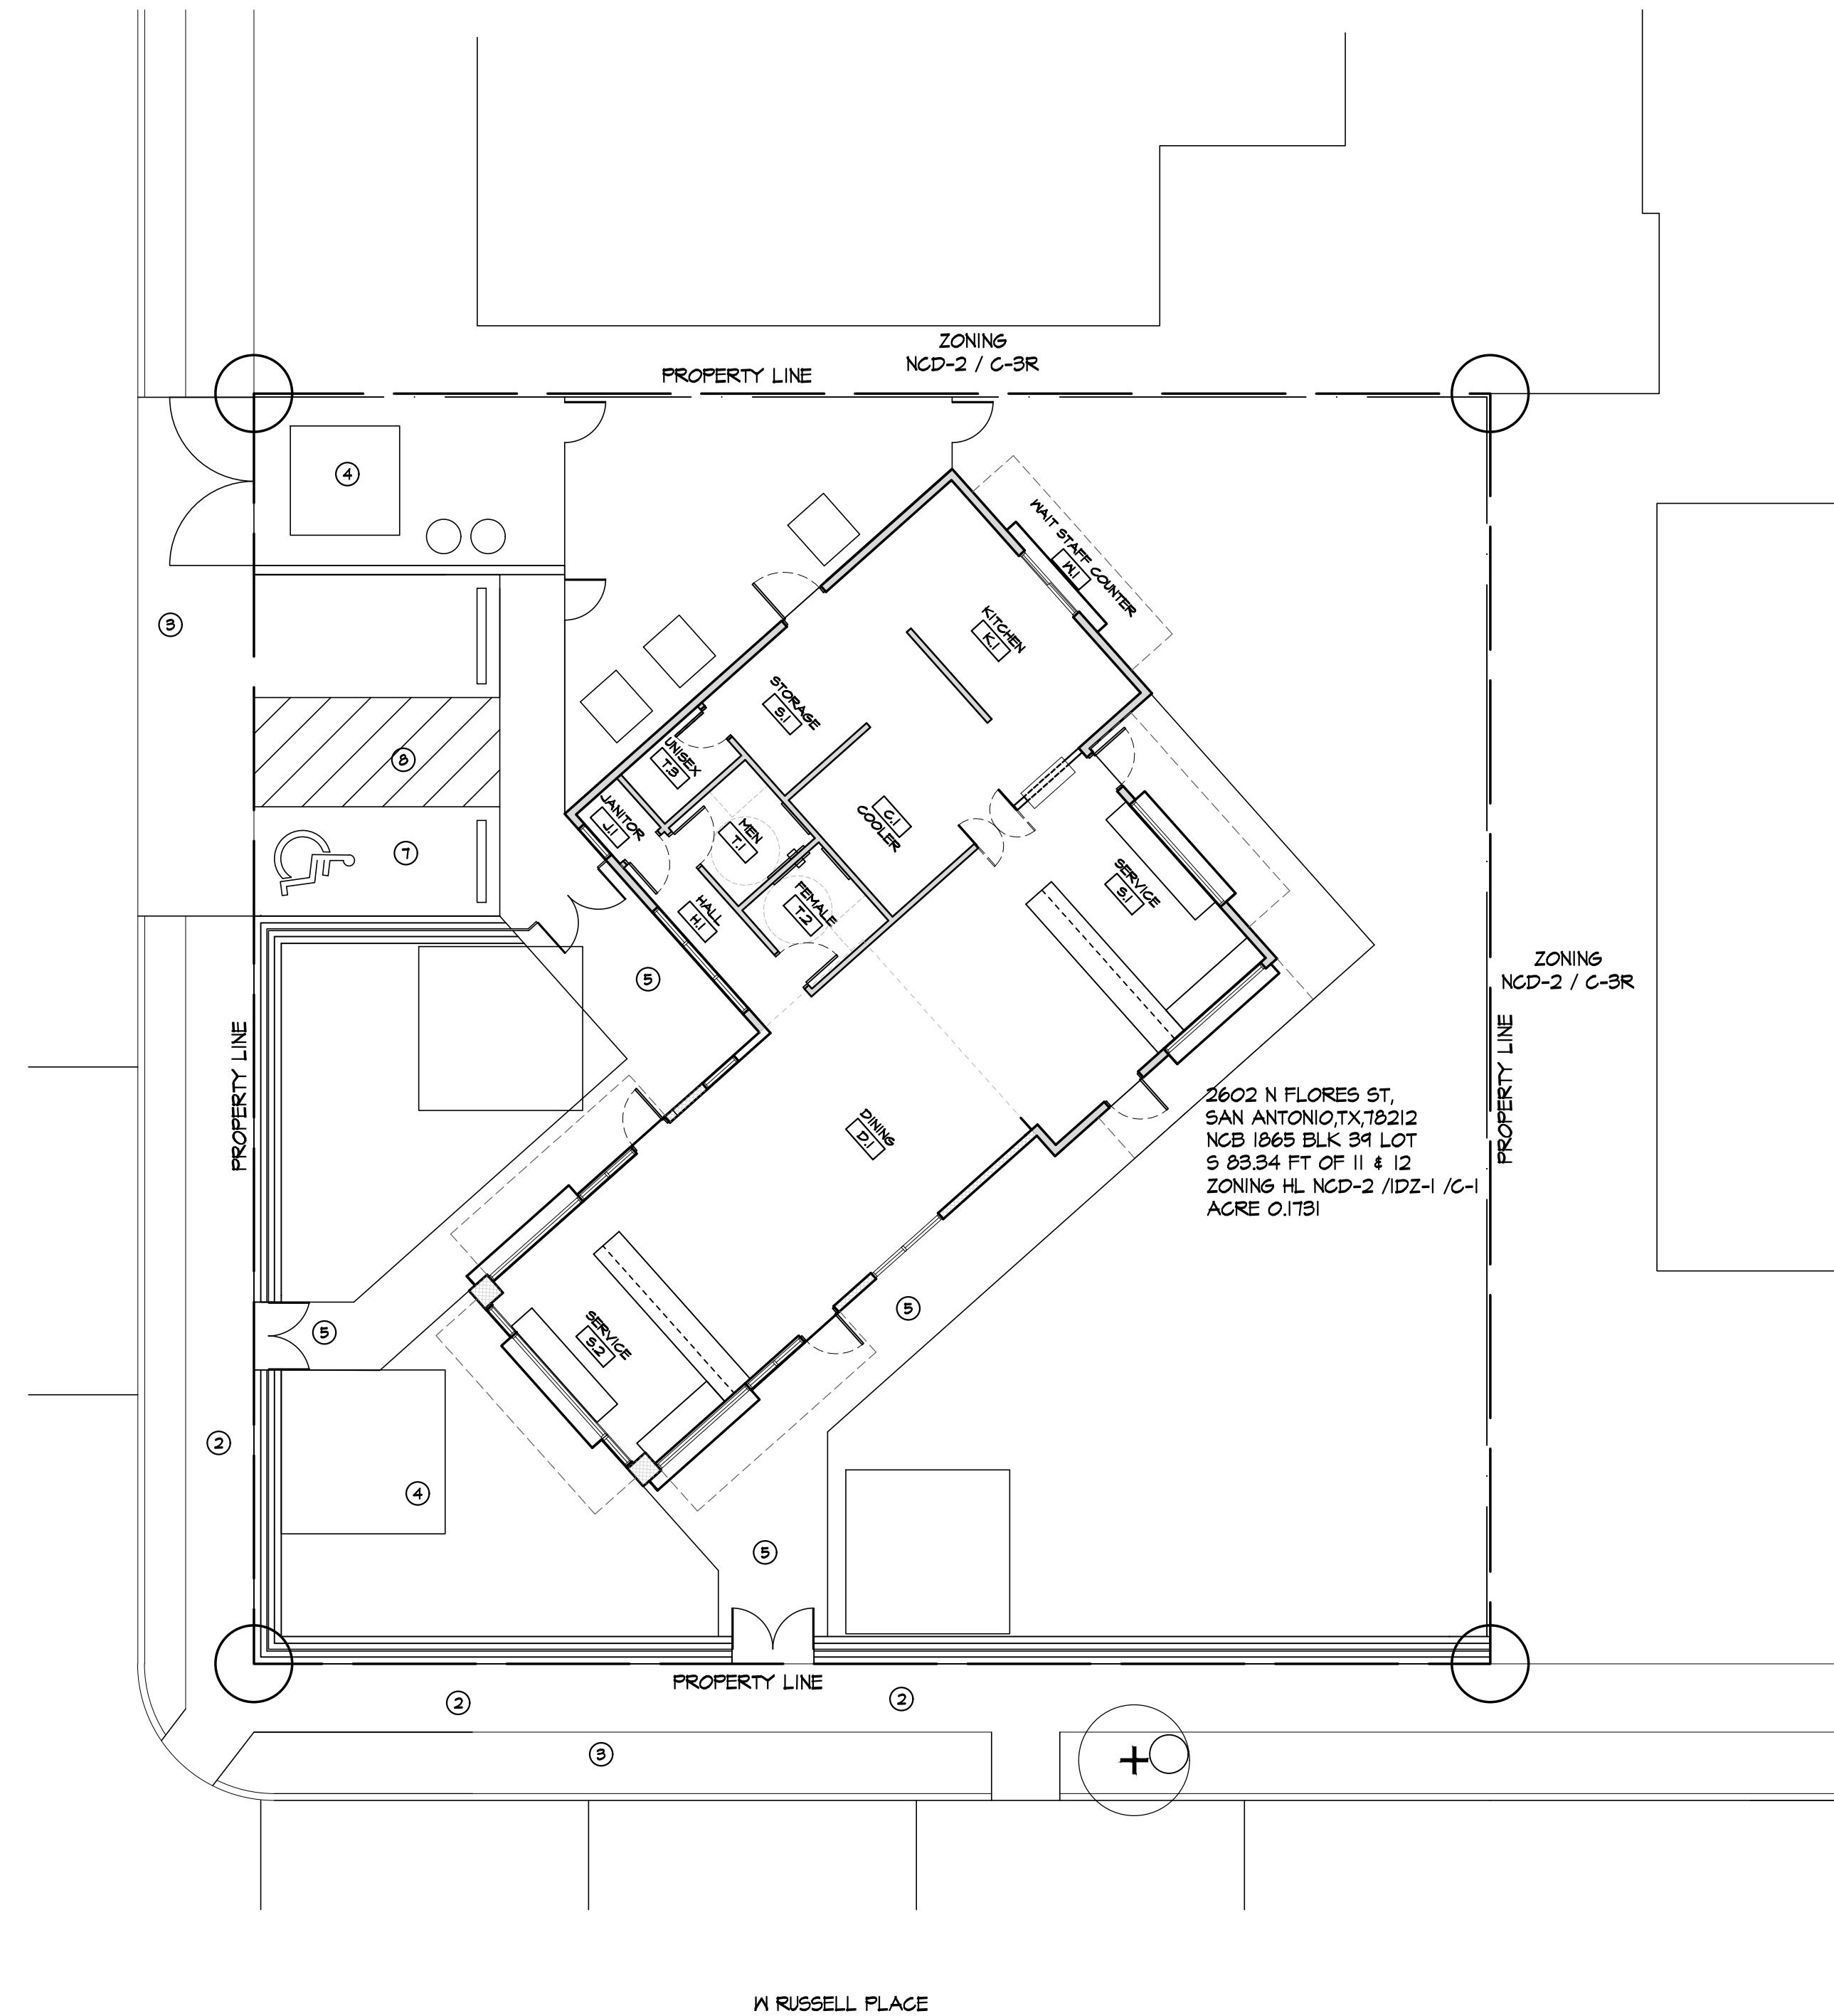 ZONING
NCD-2 / C-3R
PROPERTY LINE
4
WAIT STAFF COUNTER
W.1
3
KITCHEN
K.1
STORAGE
S.1
UNISEX
T.3
8
JANITOR
J.1
MEN
T.1
C.1
COOLER
7
SERVICE
S.1
FEMALE
T.2
HALL
H.1
5
ZONING
NCD-2 / C-3R
PROPERTY LINE
PROPERTY LINE
2602 N FLORES ST,
SAN ANTONIO,TX,78212
NCB 1865 BLK 39 LOT
S 83.34 FT OF 11 & 12
ZONING HL NCD-2 /IDZ-1 /C-1
ACRE 0.1731
DINING
D.1
5
5
SERVICE
S.2
2
4
5
PROPERTY LINE
2
2
3
W RUSSELL PLACE